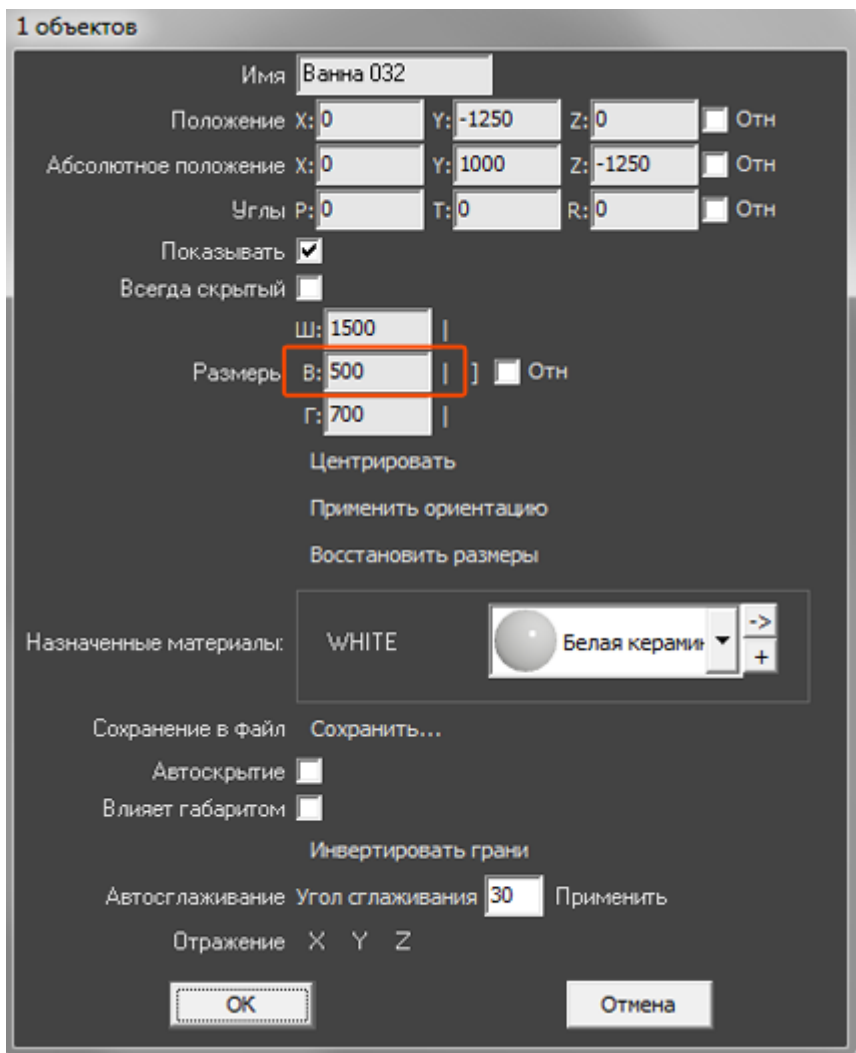 1 объектов
Имя Ванна 032
Положение X: 0 Y: -1250 Z: 0 Отн
Абсолютное положение X: 0 Y: 1000 Z: -1250 Отн
Углы P: 0 T: 0 R: 0 Отн
Показывать
Всегда скрытый
Ш: 1500 |
Размеры В: 500 | ] Отн
Г: 700 |
Центрировать
Применить ориентацию
Восстановить размеры
Назначенные материалы: WHITE Белая керамик ->
+
Сохранение в файл Сохранить...
Автоскрытие
Влияет габаритом
Инвертировать грани
Автосглаживание Угол сглаживания 30 Применить
Отражение X Y Z
OK Отмена